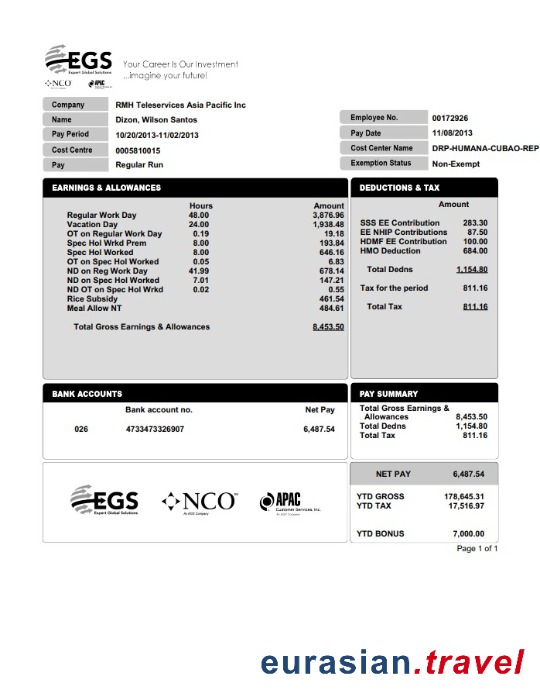 EGS
Expert Global Solutions
Your Career Is Our Investment
...imagine your future!
NCO
APAC
Company RMH Teleservices Asia Pacific Inc
Name Dizon, Wilson Santos
Pay Period 10/20/2013-11/02/2013
Cost Centre 0005810015
Pay Regular Run
Employee No. 00172926
Pay Date 11/08/2013
Cost Center Name DRP-HUMANA-CUBAO-REP
Exemption Status Non-Exempt
EARNINGS & ALLOWANCES
Hours Amount
Regular Work Day 48.00 3,876.96
Vacation Day 24.00 1,938.48
OT on Regular Work Day 0.19 19.18
Spec Hol Wrkd Prem 8.00 193.84
Spec Hol Worked 8.00 646.16
OT on Spec Hol Worked 0.05 6.83
ND on Reg Work Day 41.99 678.14
ND on Spec Hol Worked 7.01 147.21
ND OT on Spec Hol Wrkd 0.02 0.55
Rice Subsidy 461.54
Meal Allow NT 484.61
Total Gross Earnings & Allowances 8,453.50
DEDUCTIONS & TAX
Amount
SSS EE Contribution 283.30
EE NHIP Contributions 87.50
HDMF EE Contribution 100.00
HMO Deduction 684.00
Total Dedns 1,154.80
Tax for the period 811.16
Total Tax 811.16
BANK ACCOUNTS
Bank account no. Net Pay
026 4733473326907 6,487.54
PAY SUMMARY
Total Gross Earnings &
Allowances 8,453.50
Total Dedns 1,154.80
Total Tax 811.16
EGS
Expert Global Solutions
NCO
An EGS Company
APAC
Customer Services, Inc.
An EGS Company
NET PAY 6,487.54
YTD GROSS 178,645.31
YTD TAX 17,516.97
YTD BONUS 7,000.00
Page 1 of 1
eurasian.travel